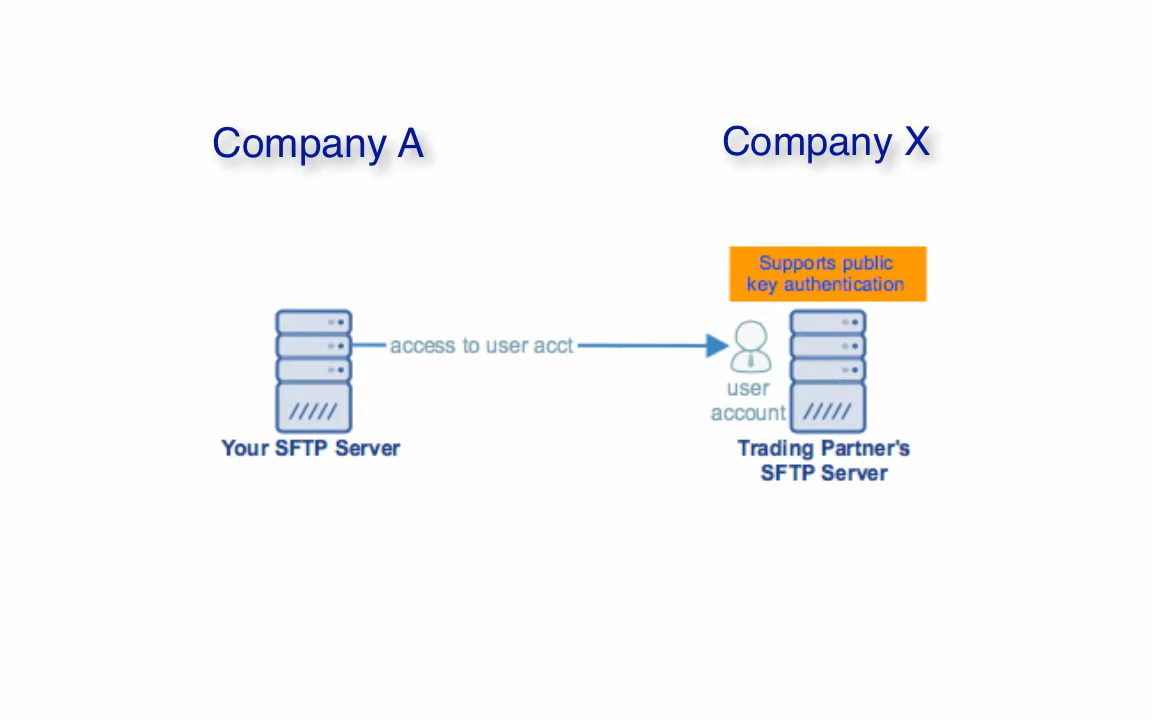 Company A
Company X
Supports public
key authentication
access to user acct
user
account
Your SFTP Server
Trading Partner's
SFTP Server